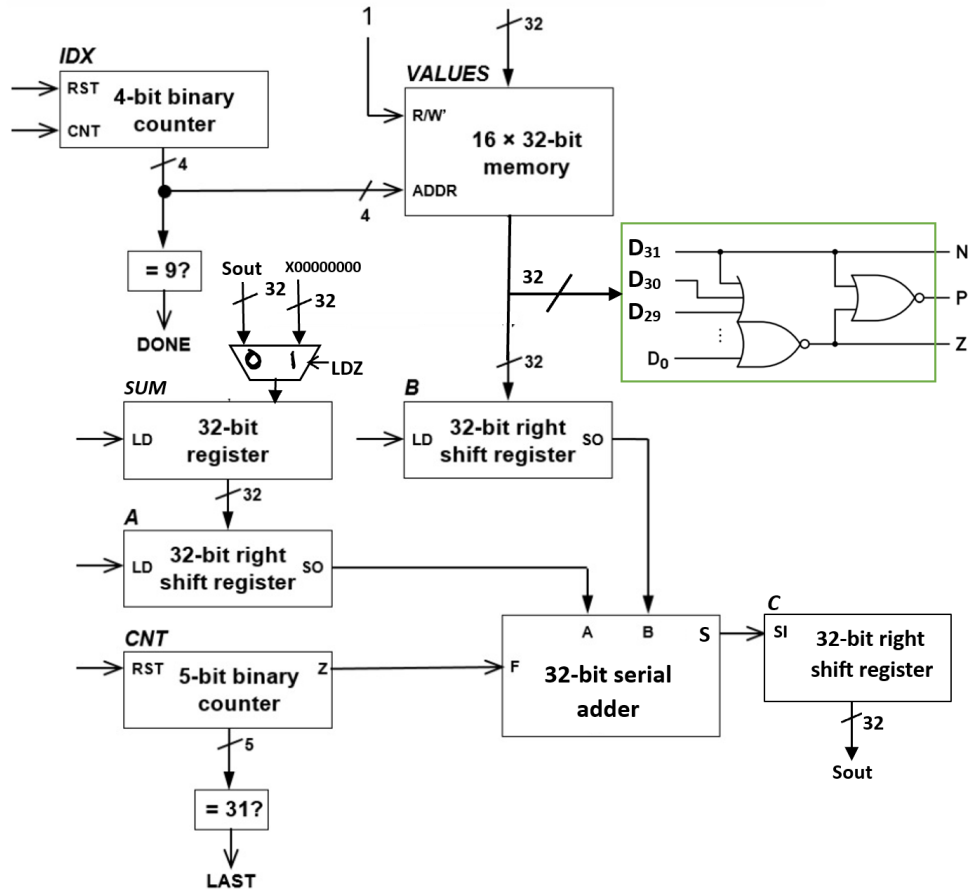 1
32
IDX
RST
4-bit binary
counter
CNT
4
VALUES
R/W’
16 × 32-bit
memory
ADDR
4
= 9?
DONE
Sout
X00000000
32
32
0
1
LDZ
32
D31
D30
D29
⋮
D0
N
P
Z
32
SUM
LD
32-bit
register
32
B
LD
32-bit right
shift register
SO
A
LD
32-bit right
shift register
SO
CNT
RST
5-bit binary
counter
Z
5
= 31?
LAST
A
B
S
F
32-bit serial
adder
C
SI
32-bit right
shift register
32
Sout